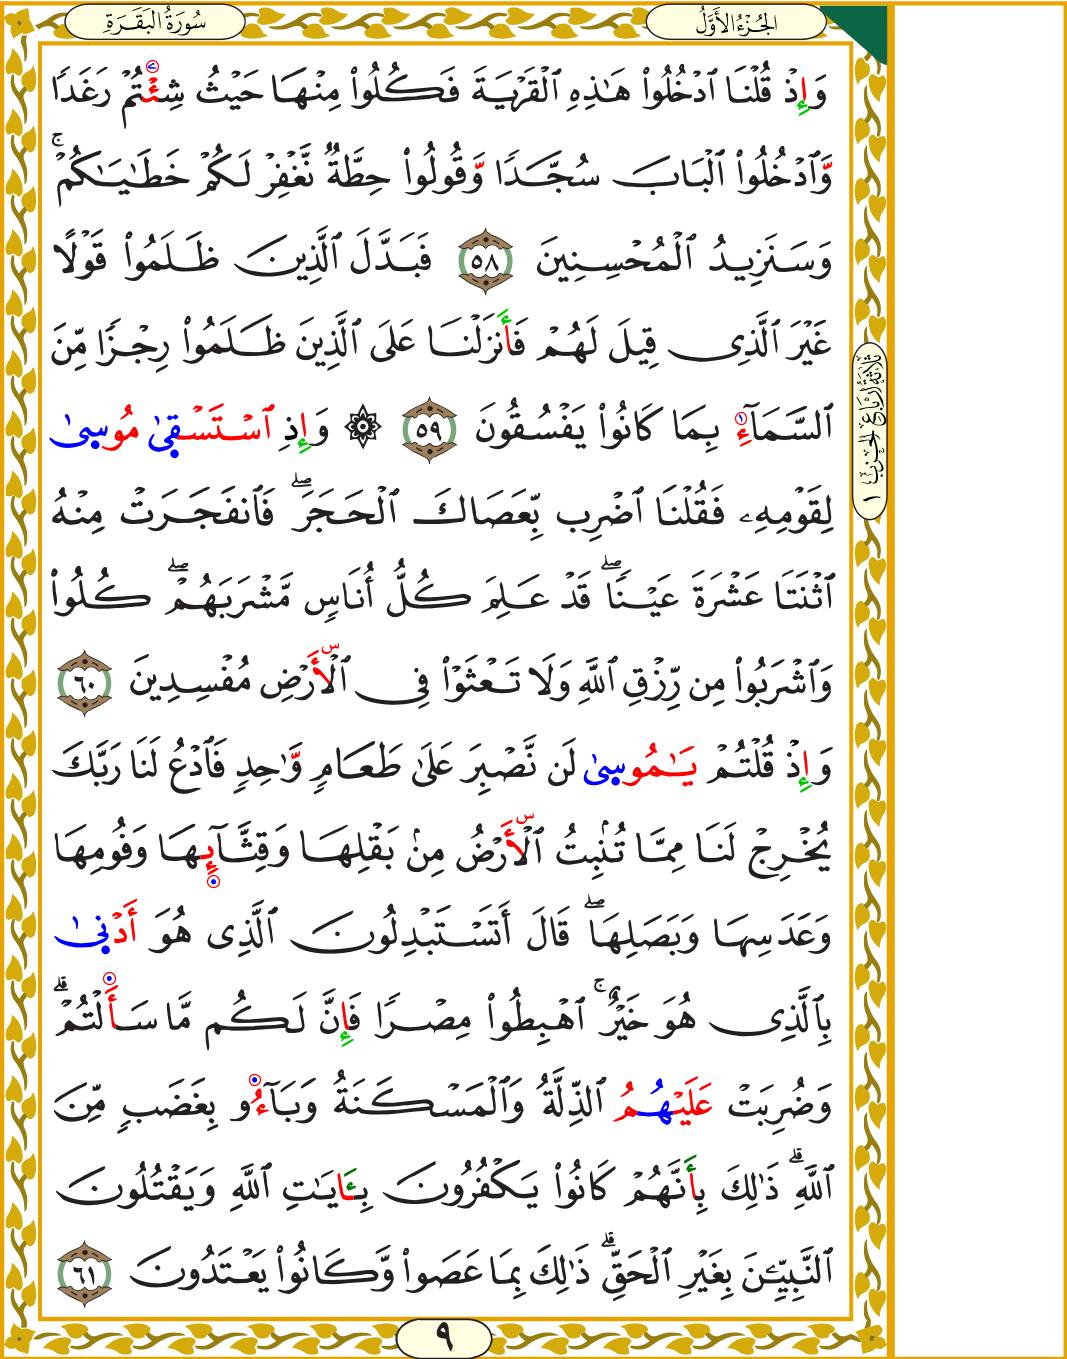 سُورَةُ البَقَرَةِ
الجُزْءُ الأَوَّلُ
وَإِذْ قُلْنَا ٱدْخُلُوا۟ هَٰذِهِ ٱلْقَرْيَةَ فَكُلُوا۟ مِنْهَا حَيْثُ شِئْتُمْ رَغَدًا
وَّٱدْخُلُوا۟ ٱلْبَابَ سُجَّدًا وَّقُولُوا۟ حِطَّةٌ نَّغْفِرْ لَكُمْ خَطَٰيَٰكُمْ ۚ
وَسَنَزِيدُ ٱلْمُحْسِنِينَ ٥٨ فَبَدَّلَ ٱلَّذِينَ ظَلَمُوا۟ قَوْلًا
غَيْرَ ٱلَّذِى قِيلَ لَهُمْ فَأَنزَلْنَا عَلَى ٱلَّذِينَ ظَلَمُوا۟ رِجْزًا مِّنَ
ٱلسَّمَآءِ بِمَا كَانُوا۟ يَفْسُقُونَ ٥٩ ۞ وَإِذِ ٱسْتَسْقَىٰ مُوسَىٰ
لِقَوْمِهِۦ فَقُلْنَا ٱضْرِب بِّعَصَاكَ ٱلْحَجَرَ ۖ فَٱنفَجَرَتْ مِنْهُ
ٱثْنَتَا عَشْرَةَ عَيْنًا ۖ قَدْ عَلِمَ كُلُّ أُنَاسٍ مَّشْرَبَهُمْ ۖ كُلُوا۟
وَٱشْرَبُوا۟ مِن رِّزْقِ ٱللَّهِ وَلَا تَعْثَوْا۟ فِى ٱلْأَرْضِ مُفْسِدِينَ ٦٠
وَإِذْ قُلْتُمْ يَٰمُوسَىٰ لَن نَّصْبِرَ عَلَىٰ طَعَامٍ وَّٰحِدٍ فَٱدْعُ لَنَا رَبَّكَ
يُخْرِجْ لَنَا مِمَّا تُنۢبِتُ ٱلْأَرْضُ مِنۢ بَقْلِهَا وَقِثَّآئِهَا وَفُومِهَا
وَعَدَسِهَا وَبَصَلِهَا ۖ قَالَ أَتَسْتَبْدِلُونَ ٱلَّذِى هُوَ أَدْنَىٰ
بِٱلَّذِى هُوَ خَيْرٌ ۚ ٱهْبِطُوا۟ مِصْرًا فَإِنَّ لَكُم مَّا سَأَلْتُمْ ۗ
وَضُرِبَتْ عَلَيْهُمُ ٱلذِّلَّةُ وَٱلْمَسْكَنَةُ وَبَآءُو بِغَضَبٍ مِّنَ
ٱللَّهِ ۗ ذَٰلِكَ بِأَنَّهُمْ كَانُوا۟ يَكْفُرُونَ بِـَٔايَٰتِ ٱللَّهِ وَيَقْتُلُونَ
ٱلنَّبِيِّـۧنَ بِغَيْرِ ٱلْحَقِّ ۗ ذَٰلِكَ بِمَا عَصَوا۟ وَّكَانُوا۟ يَعْتَدُونَ ٦١
ثَلَاثَةُ أَرْبَاعِ الحِزْبِ ١
٩